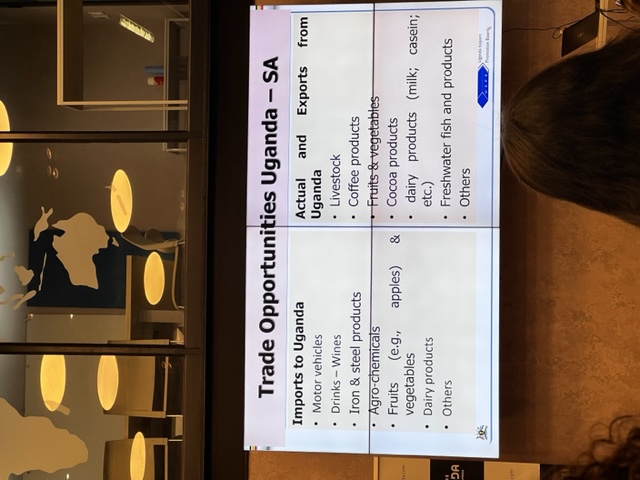 Trade Opportunities Uganda – SA
Imports to Uganda
• Motor vehicles
• Drinks – Wines
• Iron & steel products
• Agro-chemicals
• Fruits (e.g., apples) &
vegetables
• Dairy products
• Others
Actual and Exports from
Uganda
• Livestock
• Coffee products
• Fruits & vegetables
• Cocoa products
• dairy products (milk; casein;
etc.)
• Freshwater fish and products
• Others
Uganda Export
Promotion Board